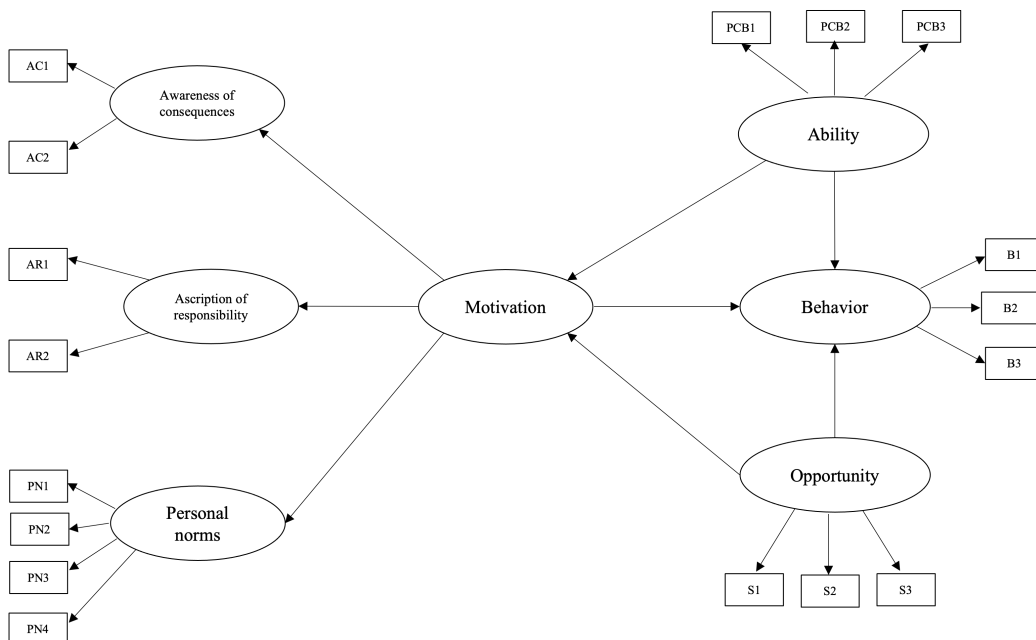 PCB1
PCB2
PCB3
AC1
Awareness of
consequences
AC2
Ability
AR1
Ascription of
responsibility
AR2
Motivation
Behavior
B1
B2
B3
Opportunity
PN1
PN2
PN3
PN4
Personal
norms
S1
S2
S3